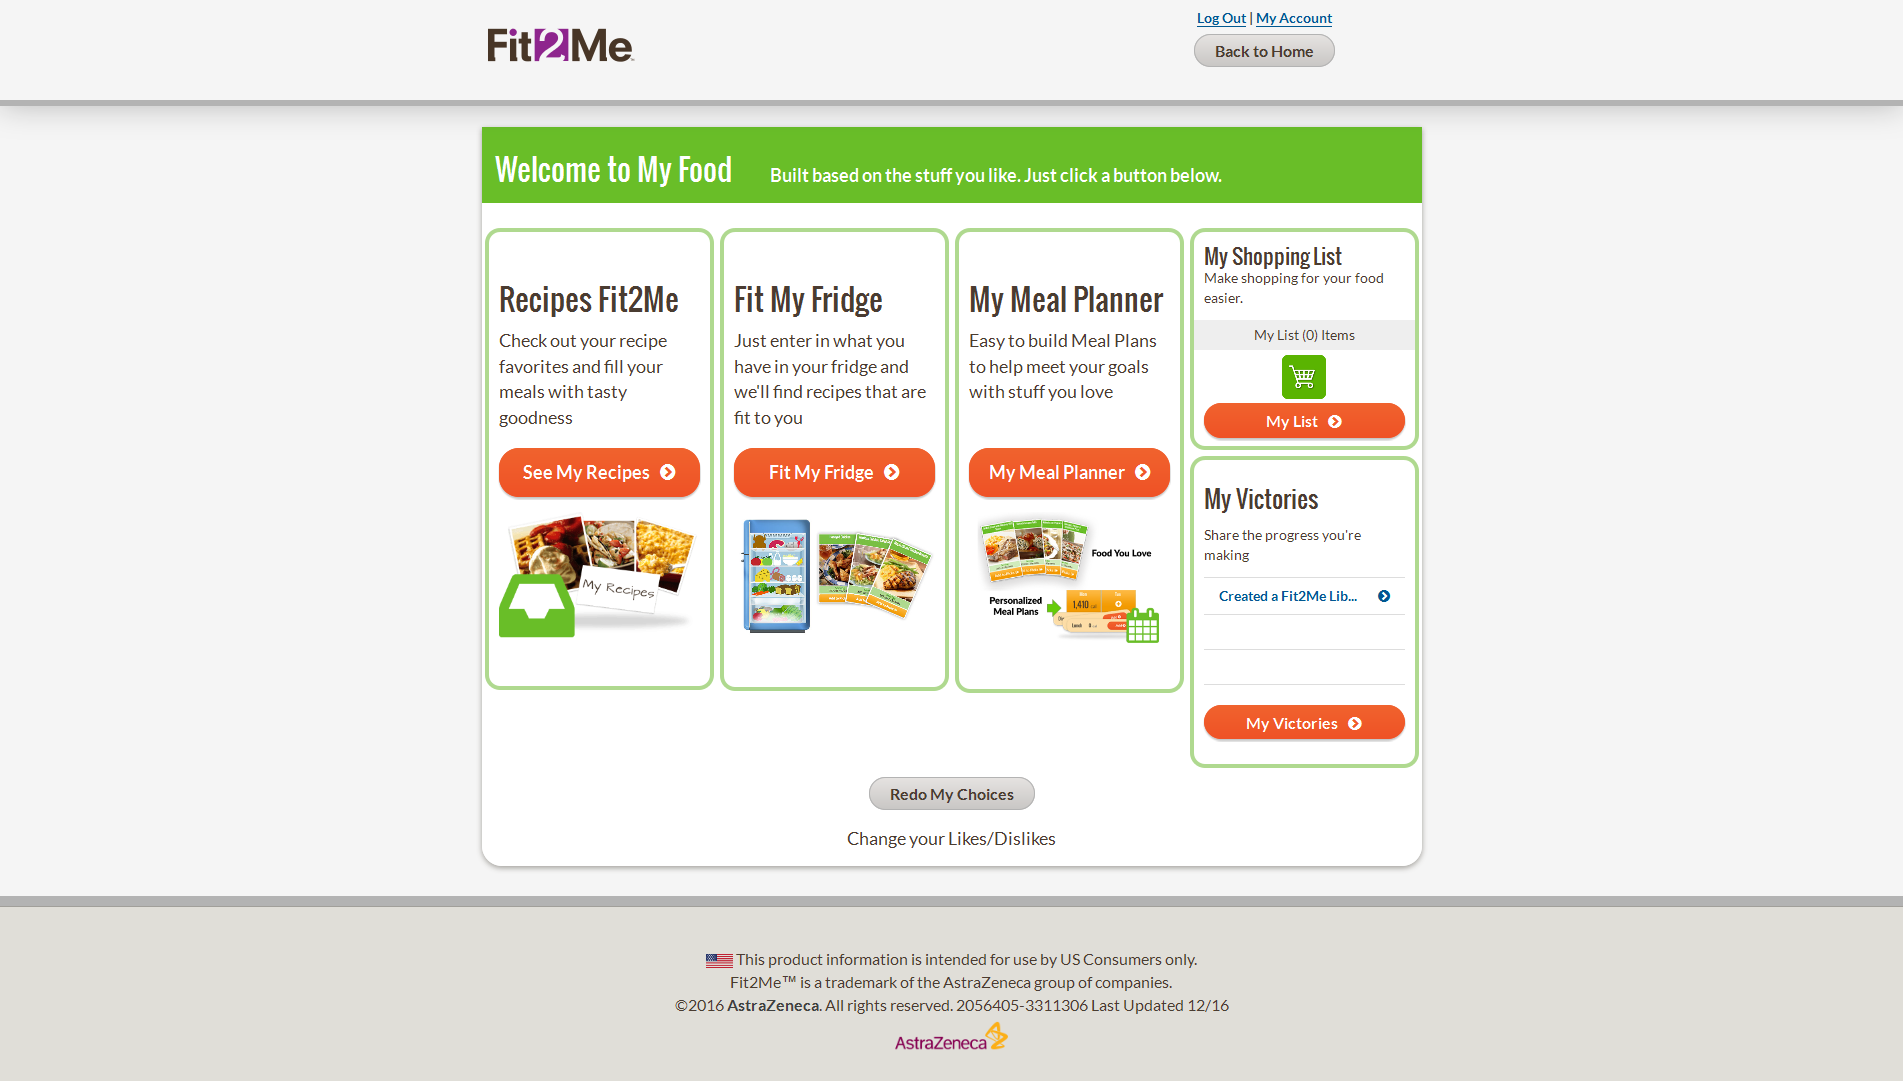 Fit2Me
Log Out | My Account
Back to Home
Welcome to My Food
Built based on the stuff you like. Just click a button below.
Recipes Fit2Me
Check out your recipe
favorites and fill your
meals with tasty
goodness
See My Recipes
My Recipes
Fit My Fridge
Just enter in what you
have in your fridge and
we'll find recipes that are
fit to you
Fit My Fridge
My Meal Planner
Easy to build Meal Plans
to help meet your goals
with stuff you love
My Meal Planner
Food You Love
Personalized
Meal Plans
1,410
Lunch
My Shopping List
Make shopping for your food
easier.
My List (0) Items
My List
My Victories
Share the progress you're
making
Created a Fit2Me Lib...
My Victories
Redo My Choices
Change your Likes/Dislikes
This product information is intended for use by US Consumers only.
Fit2Me™ is a trademark of the AstraZeneca group of companies.
©2016 AstraZeneca. All rights reserved. 2056405-3311306 Last Updated 12/16
AstraZeneca